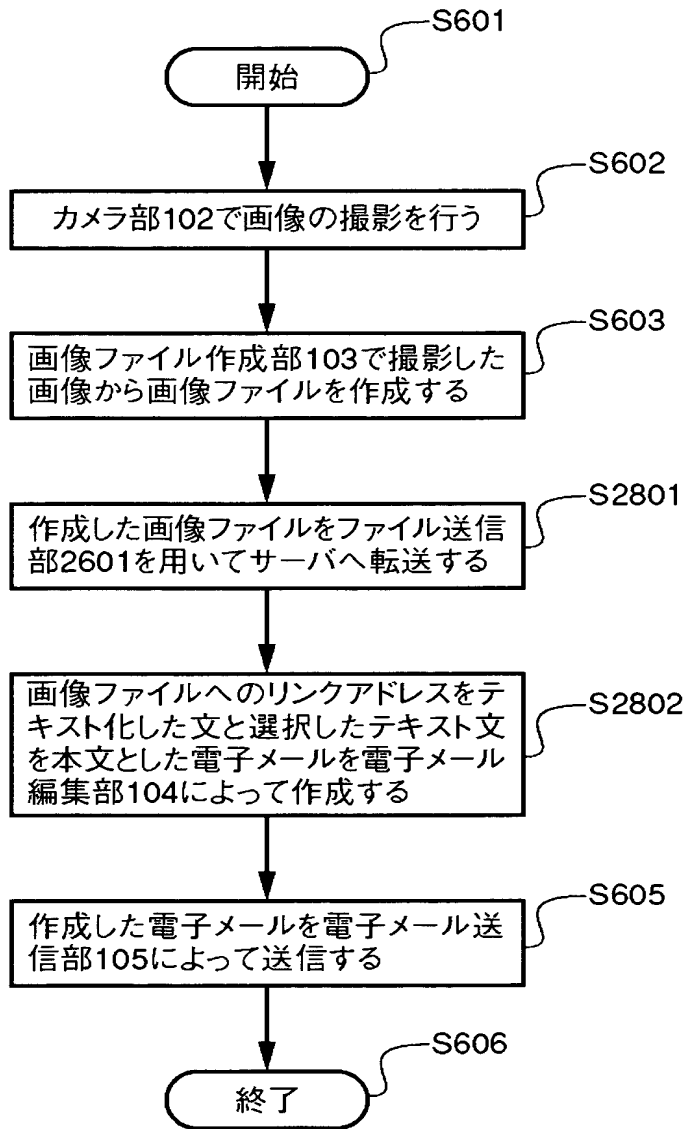 S601
開始
S602
カメラ部102で画像の撮影を行う
S603
画像ファイル作成部103で撮影した
画像から画像ファイルを作成する
S2801
作成した画像ファイルをファイル送信
部2601を用いてサーバへ転送する
S2802
画像ファイルへのリンクアドレスをテ
キスト化した文と選択したテキスト文
を本文とした電子メールを電子メール
編集部104によって作成する
S605
作成した電子メールを電子メール送
信部105によって送信する
S606
終了